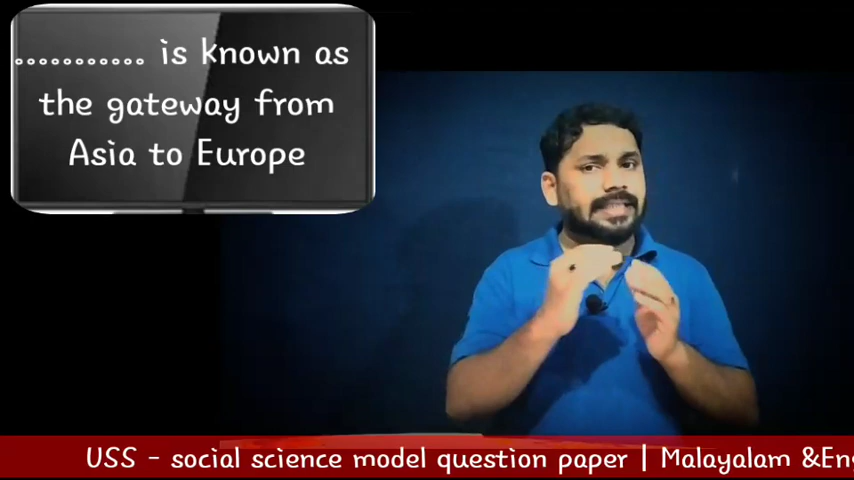 ............ is known as
the gateway from
Asia to Europe
USS - social science model question paper | Malayalam &